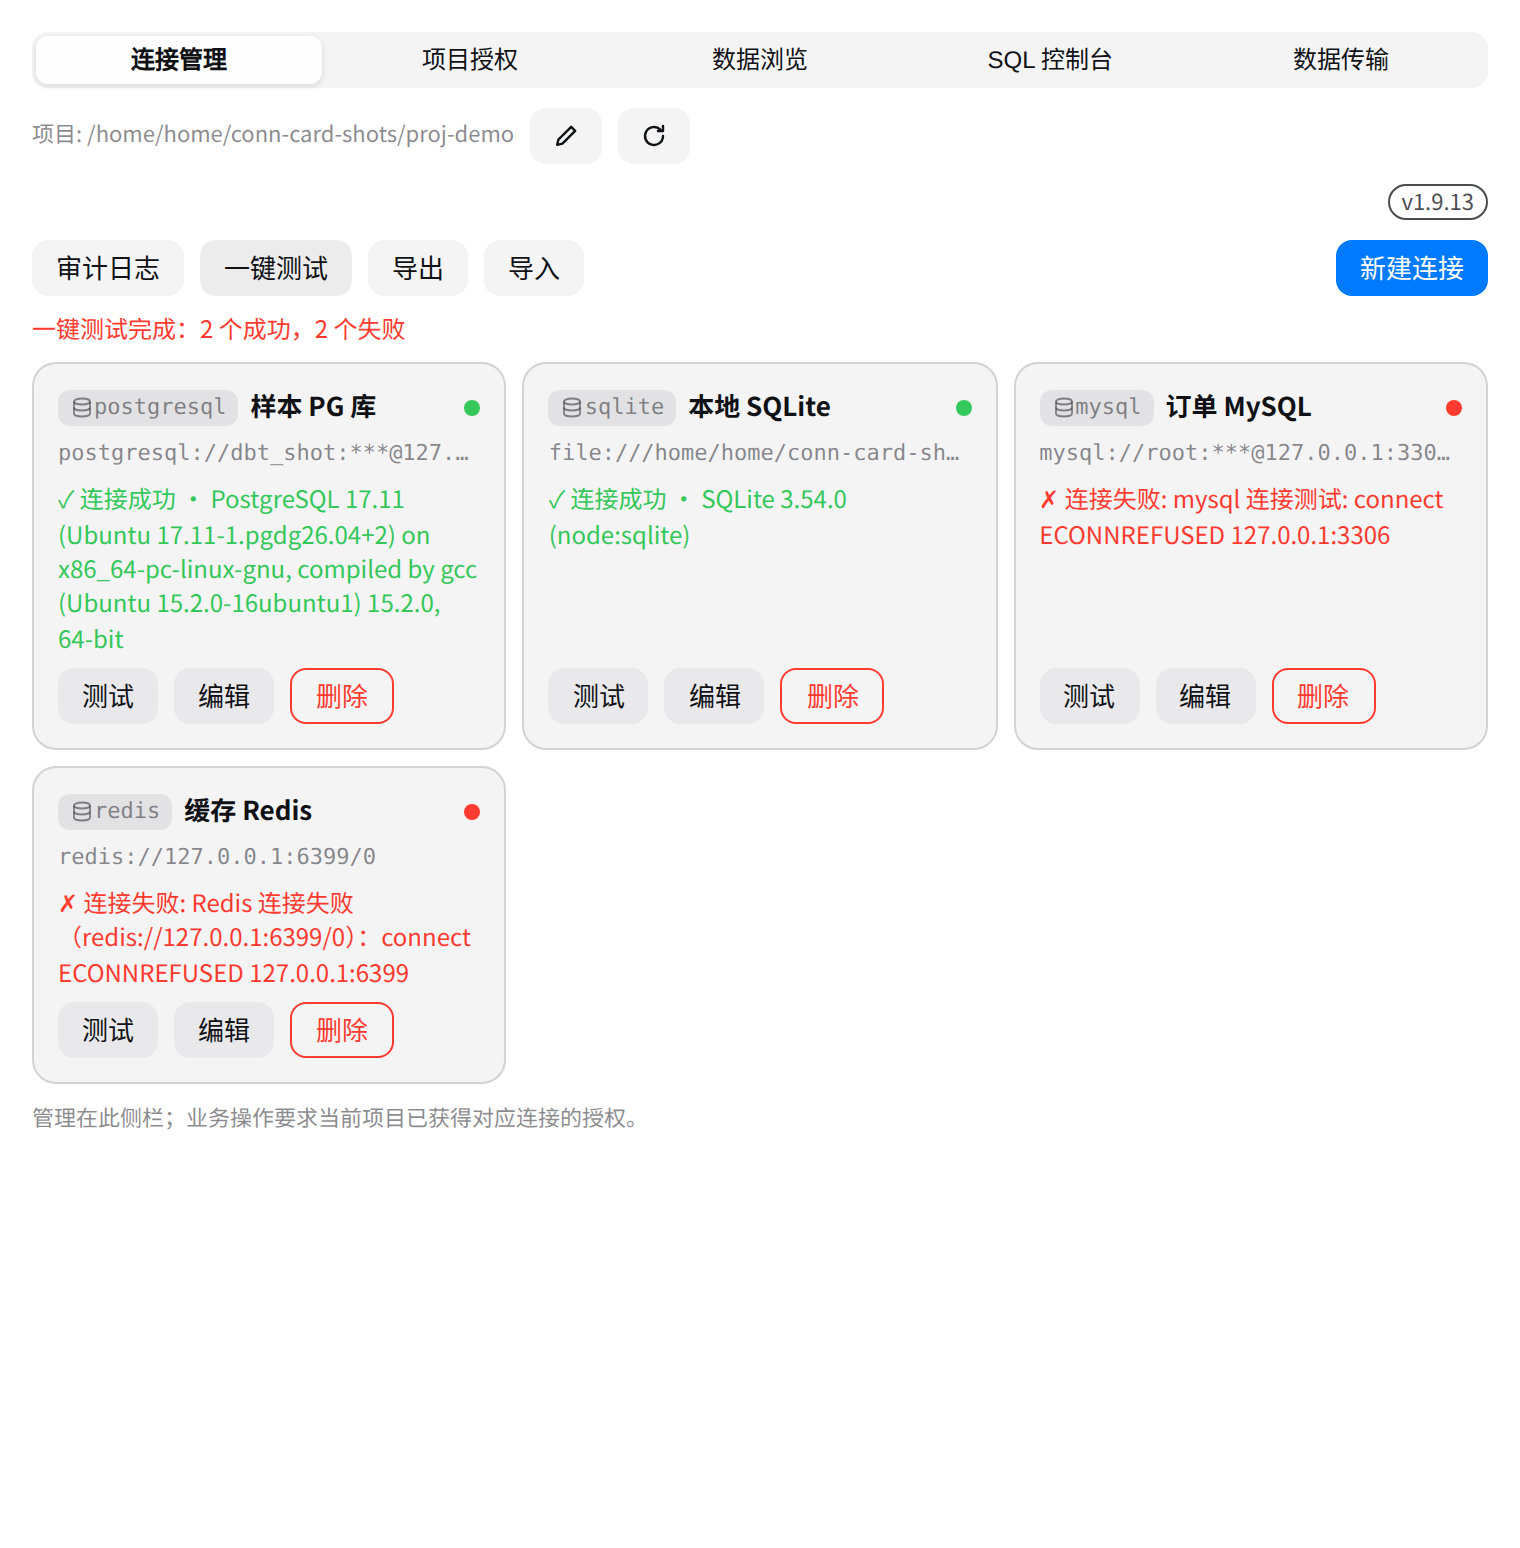 连接管理 项目授权 数据浏览 SQL 控制台 数据传输
项目: /home/home/conn-card-shots/proj-demo
v1.9.13
审计日志 一键测试 导出 导入 新建连接
一键测试完成：2 个成功，2 个失败
postgresql 样本 PG 库
postgresql://dbt_shot:***@127.…
✓ 连接成功 · PostgreSQL 17.11
(Ubuntu 17.11-1.pgdg26.04+2) on
x86_64-pc-linux-gnu, compiled by gcc
(Ubuntu 15.2.0-16ubuntu1) 15.2.0,
64-bit
测试 编辑 删除
sqlite 本地 SQLite
file:///home/home/conn-card-sh…
✓ 连接成功 · SQLite 3.54.0
(node:sqlite)
测试 编辑 删除
mysql 订单 MySQL
mysql://root:***@127.0.0.1:330…
✗ 连接失败: mysql 连接测试: connect
ECONNREFUSED 127.0.0.1:3306
测试 编辑 删除
redis 缓存 Redis
redis://127.0.0.1:6399/0
✗ 连接失败: Redis 连接失败
（redis://127.0.0.1:6399/0）：connect
ECONNREFUSED 127.0.0.1:6399
测试 编辑 删除
管理在此侧栏；业务操作要求当前项目已获得对应连接的授权。